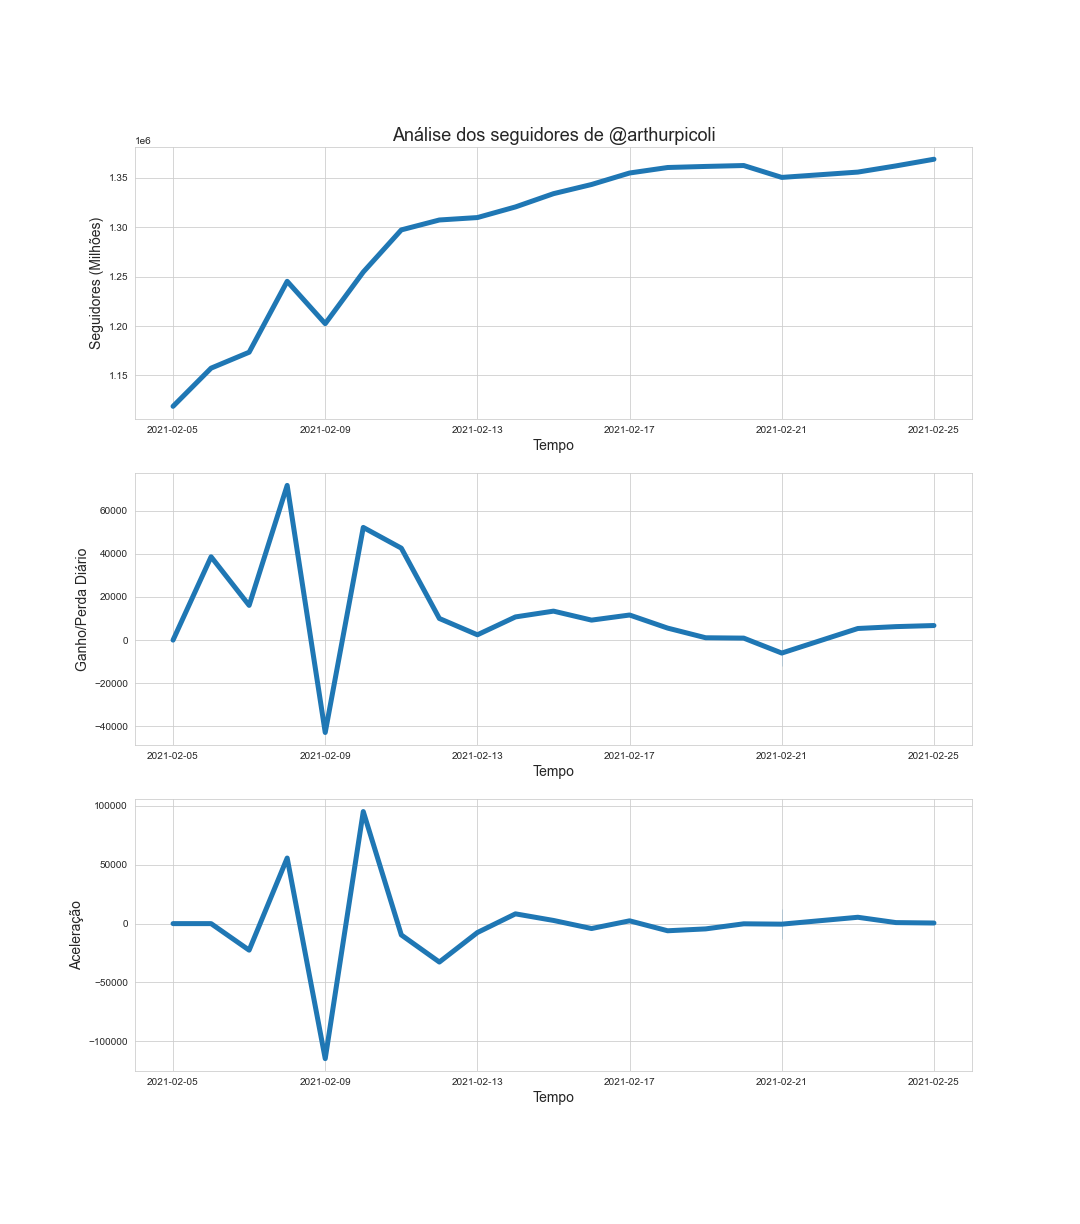 Análise dos seguidores de @arthurpicoli
1e6
1.35
1.30
1.25
1.20
1.15
Seguidores (Milhões)
2021-02-05 2021-02-09 2021-02-13 2021-02-17 2021-02-21 2021-02-25
Tempo
60000
40000
20000
0
−20000
−40000
Ganho/Perda Diário
2021-02-05 2021-02-09 2021-02-13 2021-02-17 2021-02-21 2021-02-25
Tempo
100000
50000
0
−50000
−100000
Aceleração
2021-02-05 2021-02-09 2021-02-13 2021-02-17 2021-02-21 2021-02-25
Tempo